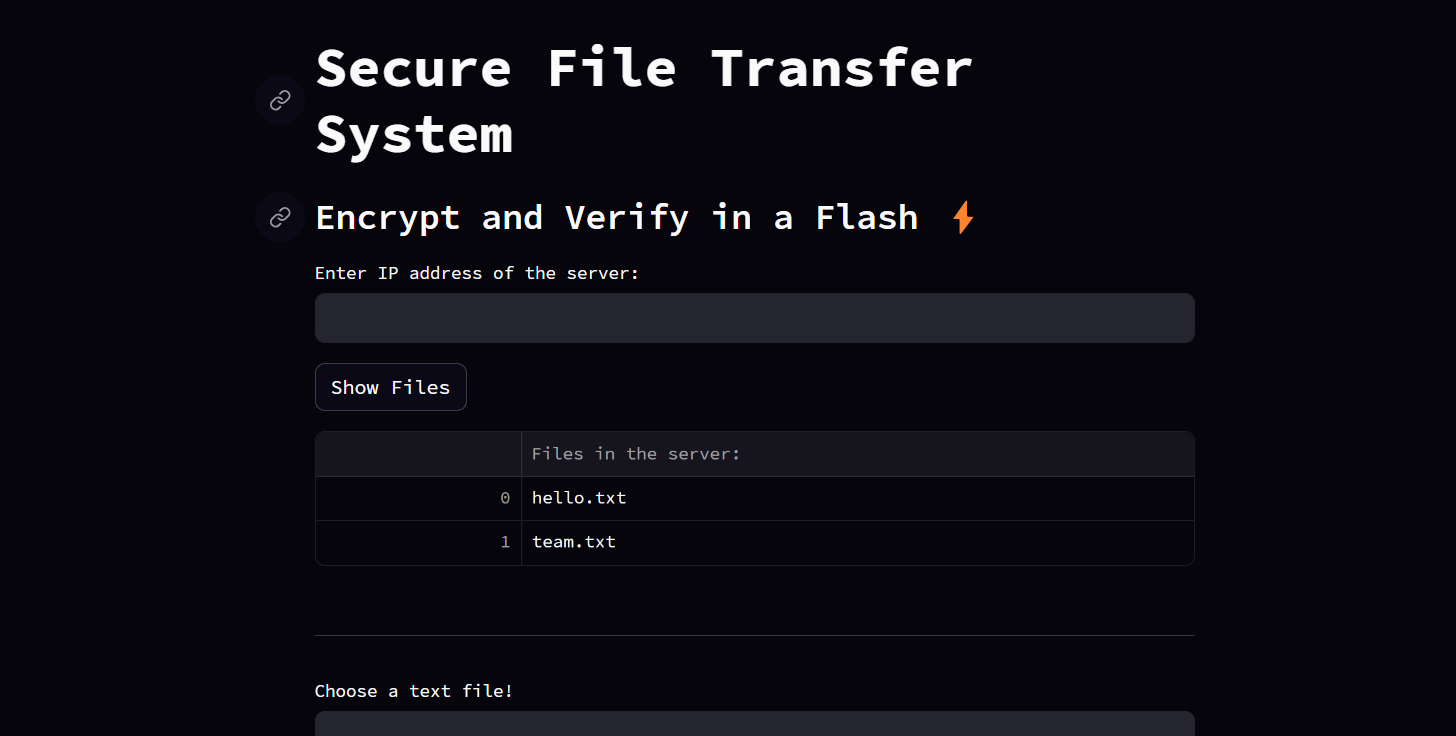 Secure File Transfer
System
Encrypt and Verify in a Flash ⚡
Enter IP address of the server:
Show Files
Files in the server:
0 hello.txt
1 team.txt
Choose a text file!